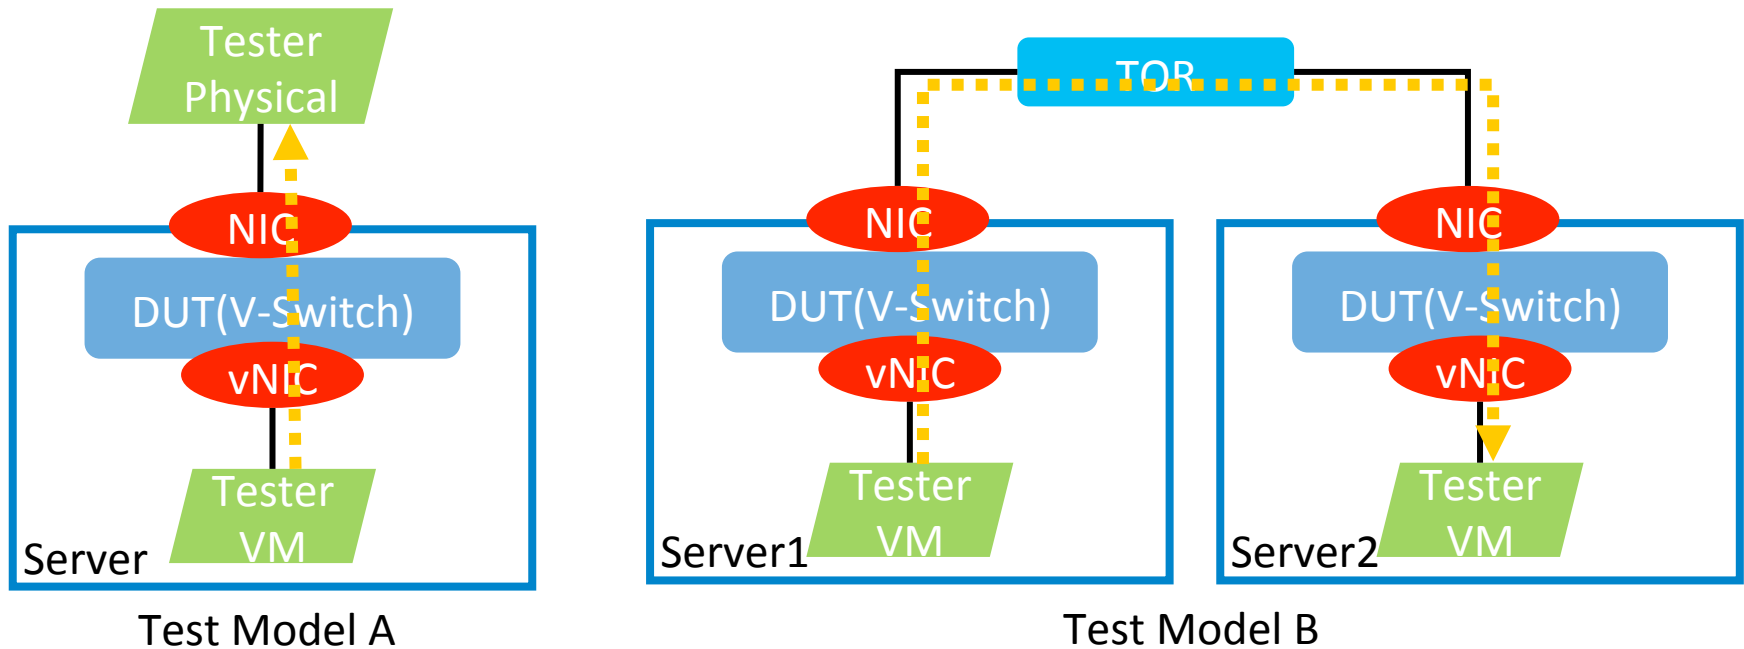 Tester
Physical
NIC
DUT(V-Switch)
vNIC
Tester
VM
Server
Test Model A
TOR
NIC
DUT(V-Switch)
vNIC
Tester
VM
Server1
NIC
DUT(V-Switch)
vNIC
Tester
VM
Server2
Test Model B